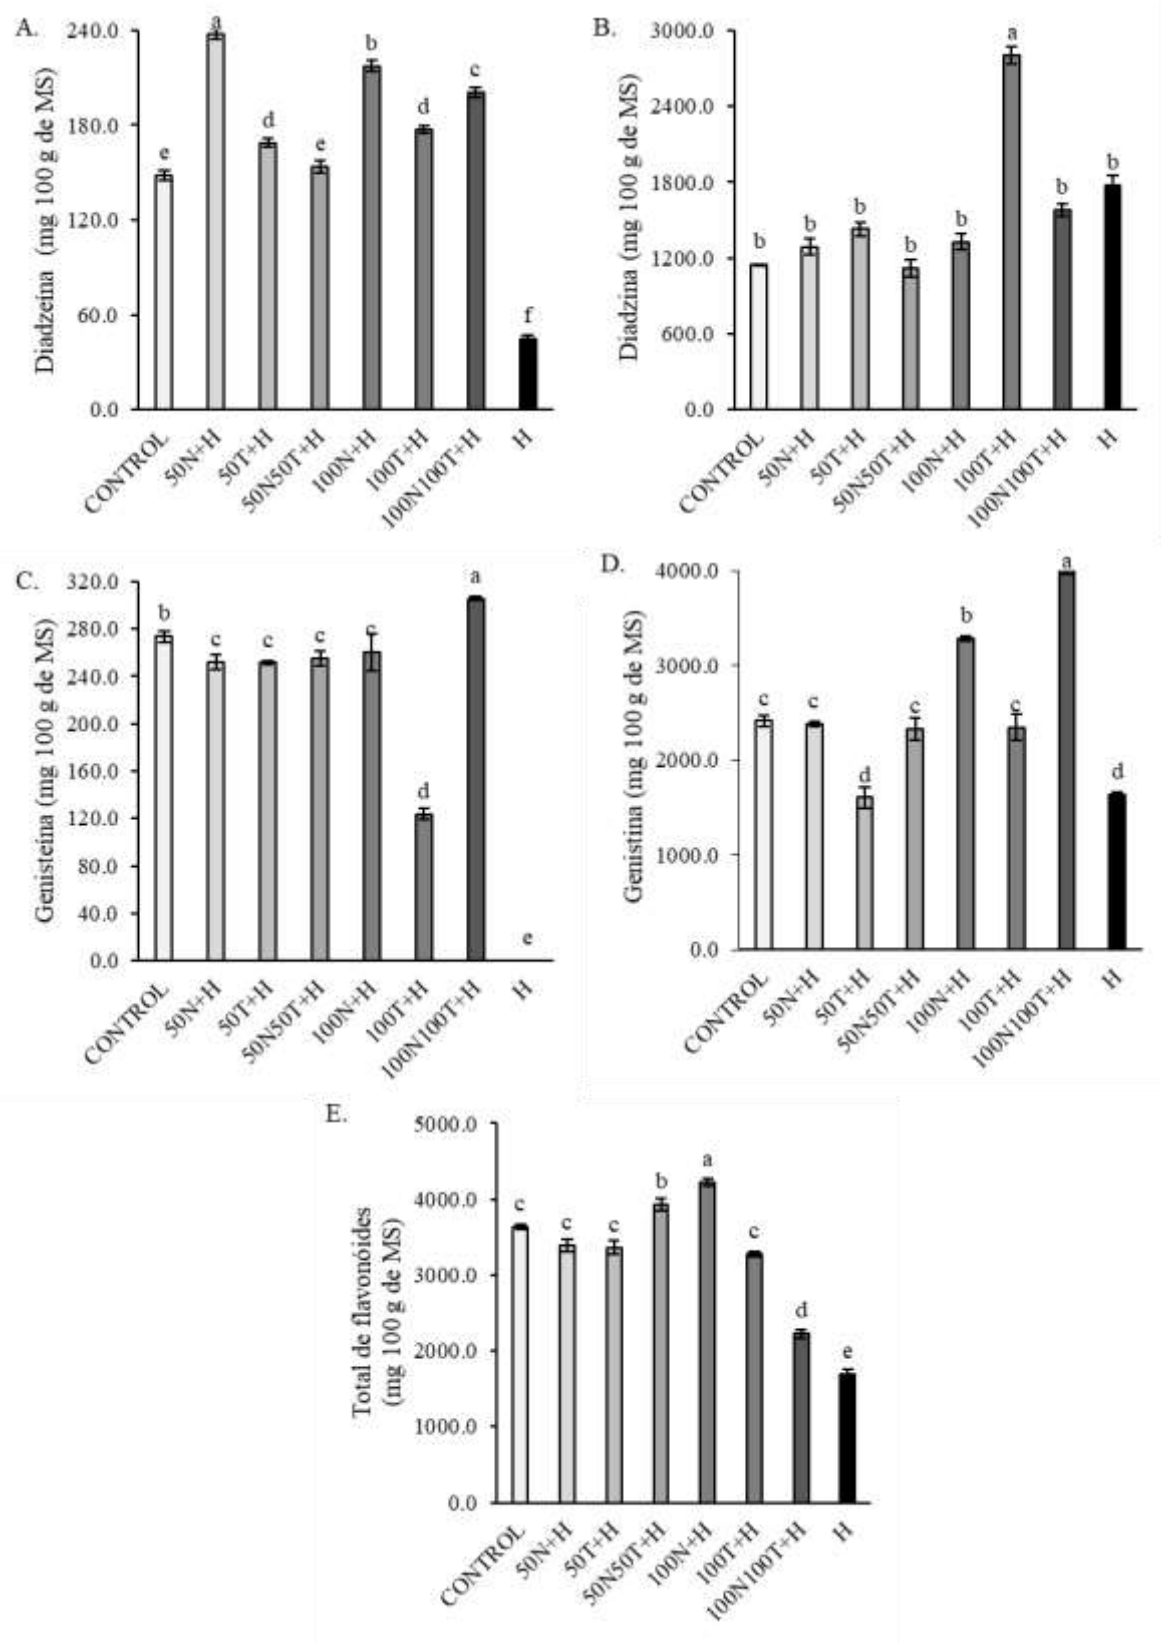 A.
Diadzeína (mg 100 g de MS)
240.0
180.0
120.0
60.0
0.0
a
b
c
d
d
e
e
f
CONTROL
50N+H
50T+H
50N50T+H
100N+H
100T+H
100N100T+H
H
B.
Diadzina (mg 100 g de MS)
3000.0
2400.0
1800.0
1200.0
600.0
0.0
a
b
b
b
b
b
b
b
CONTROL
50N+H
50T+H
50N50T+H
100N+H
100T+H
100N100T+H
H
C.
Genisteína (mg 100 g de MS)
320.0
280.0
240.0
200.0
160.0
120.0
80.0
40.0
0.0
a
b
c
c
c
c
d
e
CONTROL
50N+H
50T+H
50N50T+H
100N+H
100T+H
100N100T+H
H
D.
Genistina (mg 100 g de MS)
4000.0
3000.0
2000.0
1000.0
0.0
a
b
c
c
c
c
d
d
CONTROL
50N+H
50T+H
50N50T+H
100N+H
100T+H
100N100T+H
H
E.
Total de flavonóides
(mg 100 g de MS)
5000.0
4000.0
3000.0
2000.0
1000.0
0.0
a
b
c
c
c
c
d
e
CONTROL
50N+H
50T+H
50N50T+H
100N+H
100T+H
100N100T+H
H